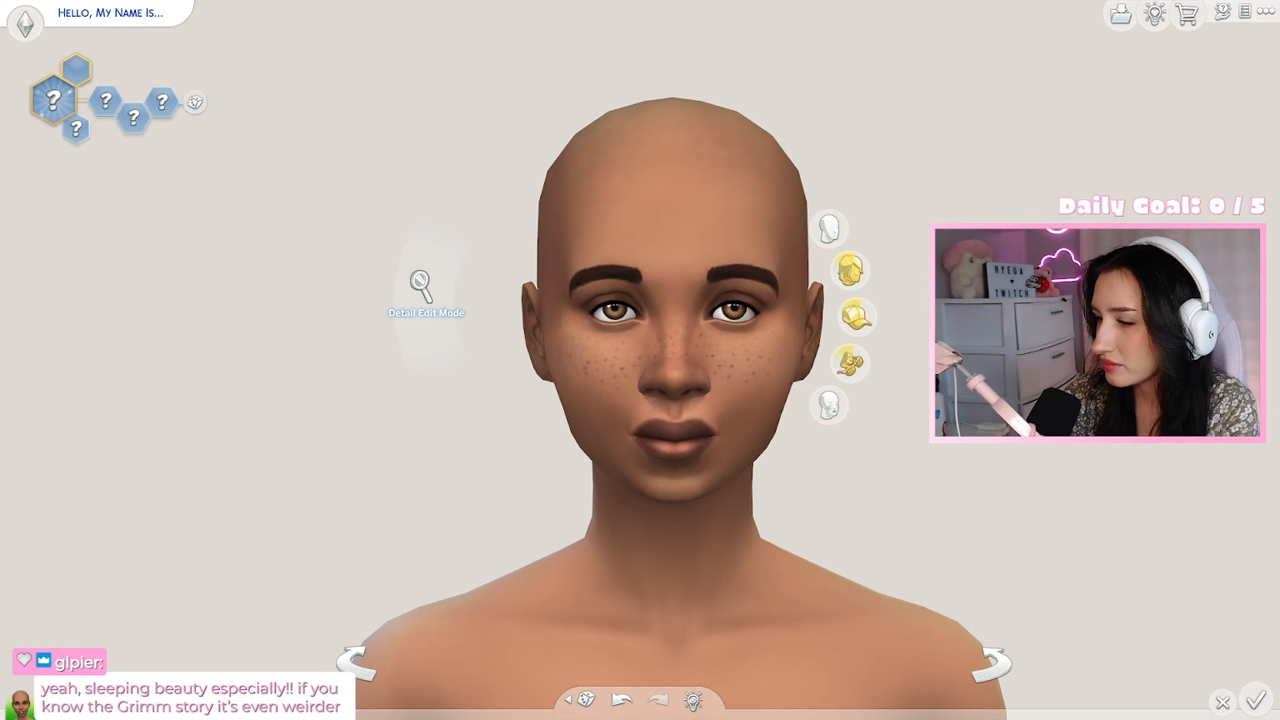 Hello, My Name Is...
Daily Goal: 0 / 5
RYEUA
TWITCH
Detail Edit Mode
glpier:
yeah, sleeping beauty especially!! if you
know the Grimm story it's even weirder